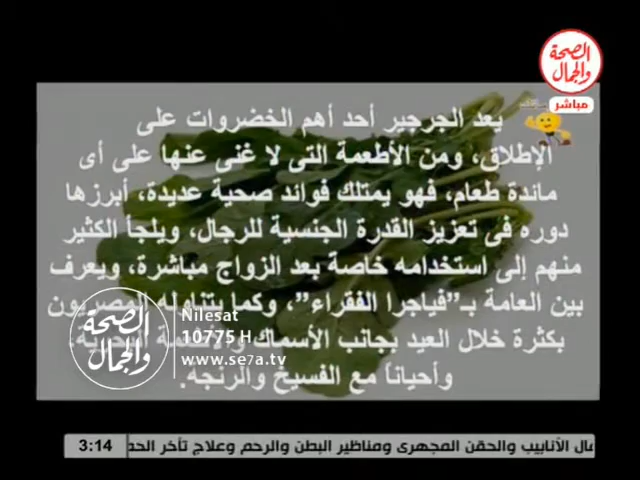 الصحة
والجمال
مباشر
يعد الجرجير أحد أهم الخضروات على
الإطلاق، ومن الأطعمة التى لا غنى عنها على أى
مائدة طعام، فهو يمتلك فوائد صحية عديدة، أبرزها
دوره فى تعزيز القدرة الجنسية للرجال، ويلجأ الكثير
منهم إلى استخدامه خاصة بعد الزواج مباشرة، ويعرف
بين العامة بـ"فياجرا الفقراء"، وكما يتناوله المصريون
بكثرة خلال العيد بجانب الأسماك والأطعمة البحرية،
وأحياناً مع الفسيخ والرنجة.
الصحة
والجمال
Nilesat
10775 H
www.se7a.tv
الأنابيب والحقن المجهرى ومناظير البطن والرحم وعلاج تأخر
3:14